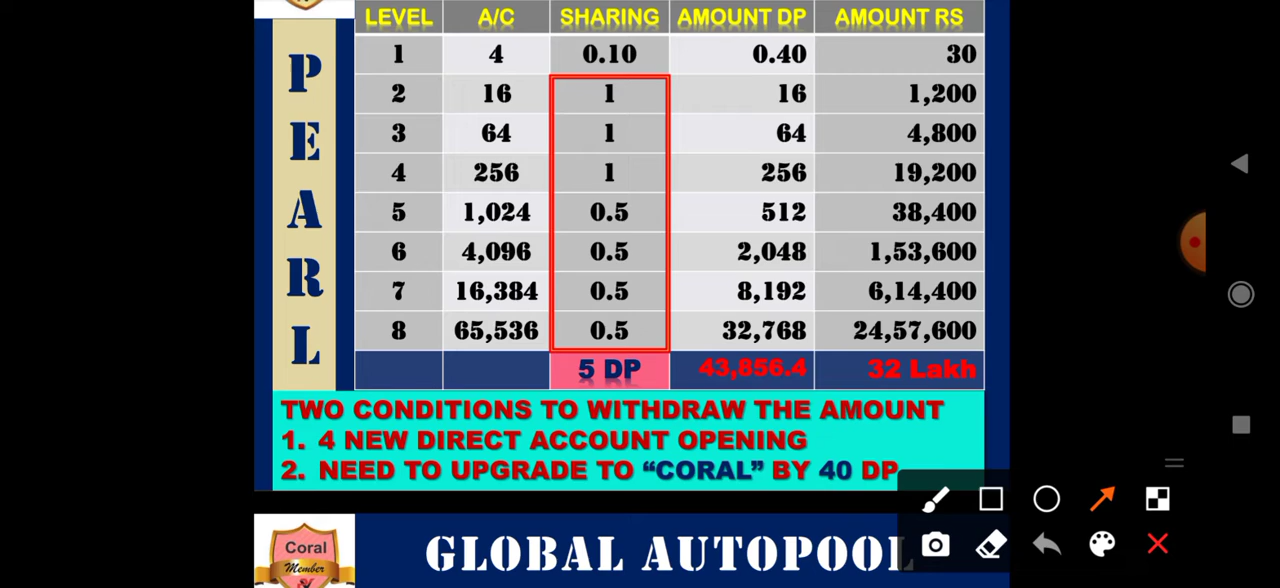 LEVEL A/C SHARING AMOUNT DP AMOUNT RS
PEARL
1 4 0.10 0.40 30
2 16 1 16 1,200
3 64 1 64 4,800
4 256 1 256 19,200
5 1,024 0.5 512 38,400
6 4,096 0.5 2,048 1,53,600
7 16,384 0.5 8,192 6,14,400
8 65,536 0.5 32,768 24,57,600
5 DP 43,856.4 32 Lakh
TWO CONDITIONS TO WITHDRAW THE AMOUNT
1. 4 NEW DIRECT ACCOUNT OPENING
2. NEED TO UPGRADE TO “CORAL” BY 40 DP
Coral
Member
GLOBAL AUTOPOOL